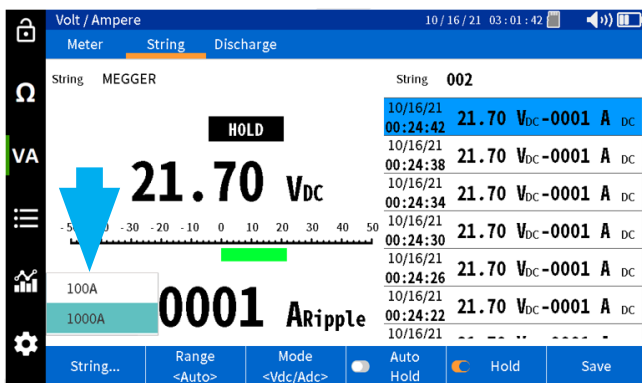 Volt / Ampere
10/16/21 03:01:42
Meter String Discharge
Ω
VA
String MEGGER
HOLD
21.70 VDC
-30 -20 -10 0 10 20 30 40 50
100A
1000A
0001 ARipple
String 002
10/16/21
00:24:42 21.70 VDC -0001 A DC
10/16/21
00:24:38 21.70 VDC -0001 A DC
10/16/21
00:24:34 21.70 VDC -0001 A DC
10/16/21
00:24:30 21.70 VDC -0001 A DC
10/16/21
00:24:26 21.70 VDC -0001 A DC
10/16/21
00:24:22 21.70 VDC -0001 A DC
10/16/21
String...
Range
<Auto>
Mode
<Vdc/Adc>
Auto
Hold
Hold
Save